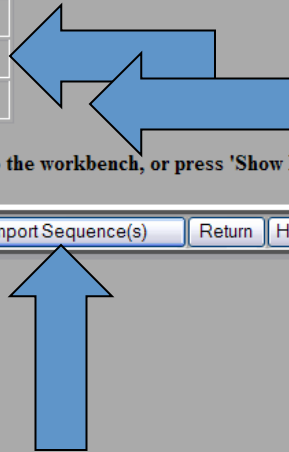 the workbench, or press 'Show
Import Sequence(s) Return